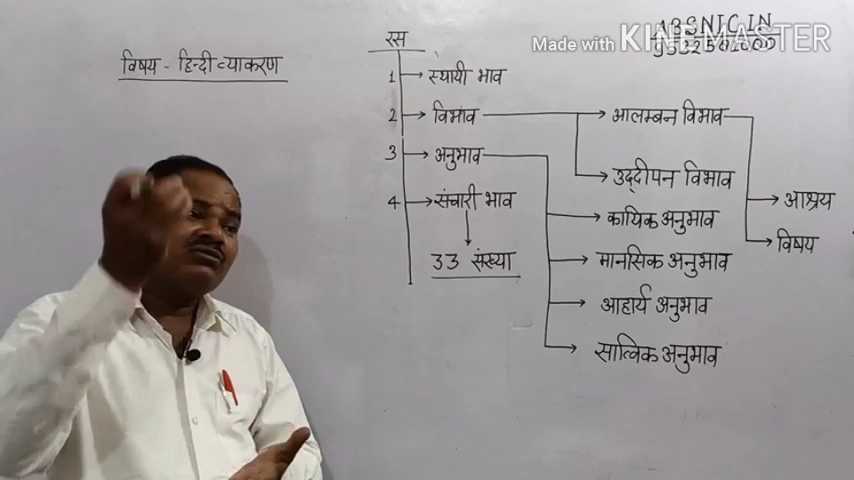 विषय - हिन्दी व्याकरण
रस
1 स्थायी भाव
2 विभाव
3 अनुभाव
4 संचारी भाव
33 संख्या
आलम्बन विभाव
उद्दीपन विभाव
आश्रय
विषय
कायिक अनुभाव
मानसिक अनुभाव
आहार्य अनुभाव
सात्विक अनुभाव
Made with KINEMASTER